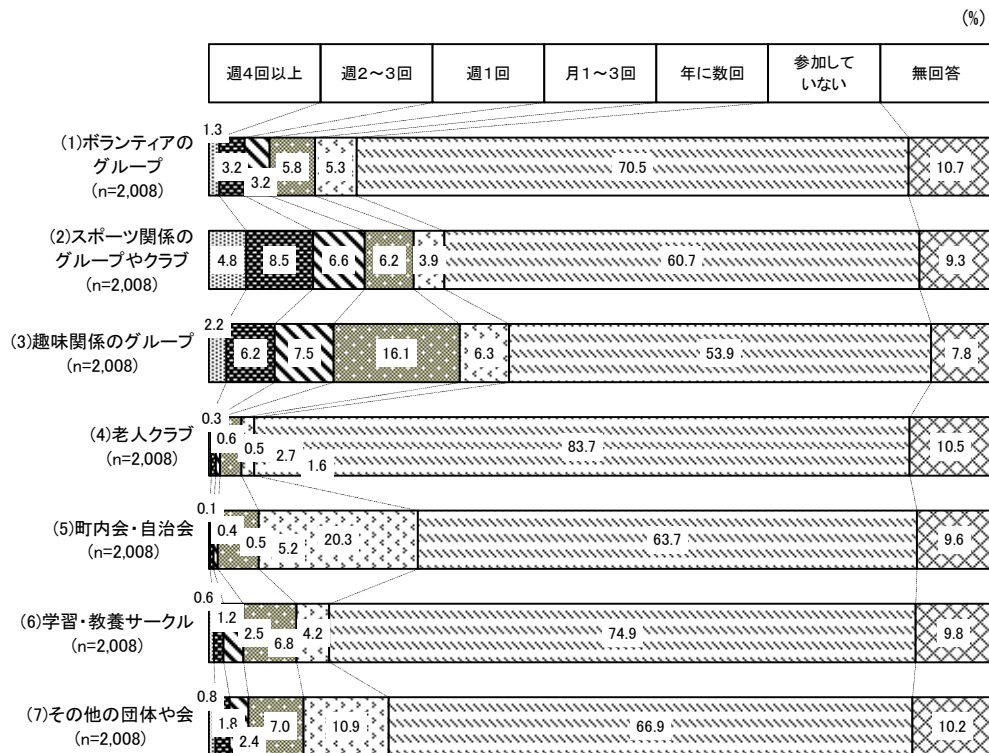 (%)
週4回以上 週2～3回 週1回 月1～3回 年に数回 参加して 無回答
いない
1.3
(1)ボランティアの
グループ
(n=2,008)
3.2 3.2 5.8 5.3 70.5 10.7
(2)スポーツ関係の
グループやクラブ
(n=2,008)
4.8 8.5 6.6 6.2 3.9 60.7 9.3
2.2
(3)趣味関係のグループ
(n=2,008)
6.2 7.5 16.1 6.3 53.9 7.8
0.3
(4)老人クラブ
(n=2,008)
0.6 0.5 2.7 1.6 83.7 10.5
0.1
(5)町内会・自治会
(n=2,008)
0.4 0.5 5.2 20.3 63.7 9.6
0.6
(6)学習・教養サークル
(n=2,008)
1.2 2.5 6.8 4.2 74.9 9.8
0.8
(7)その他の団体や会
(n=2,008)
1.8 2.4 7.0 10.9 66.9 10.2